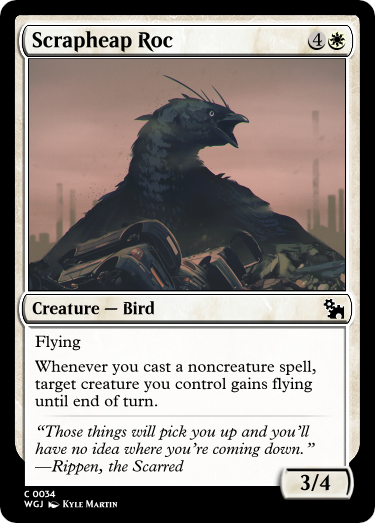 Scrapheap Roc 4
Creature — Bird
Flying
Whenever you cast a noncreature spell,
target creature you control gains flying
until end of turn.
“Those things will pick you up and you’ll
have no idea where you’re coming down.”
—Rippen, the Scarred
3/4
C 0034
WGJ Kyle Martin